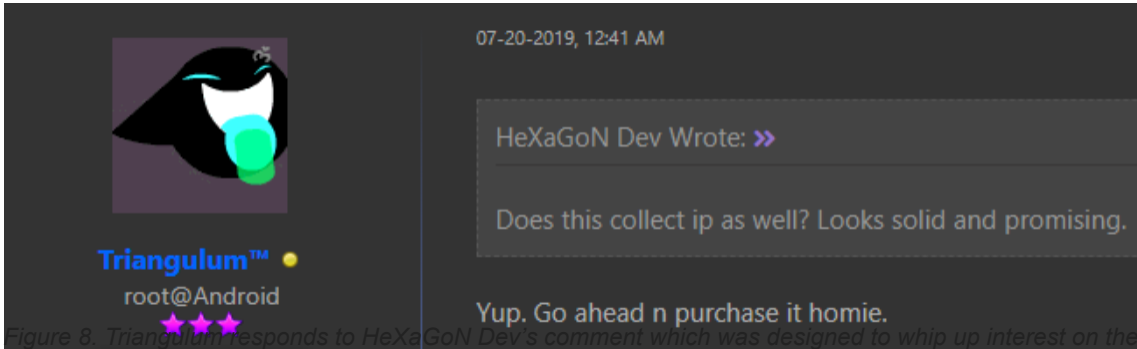 07-20-2019, 12:41 AM
HeXaGoN Dev Wrote: »
Does this collect ip as well? Looks solid and promising.
Triangulum™
root@Android
Yup. Go ahead n purchase it homie.
Figure 8. Triangulum responds to HeXaGoN Dev's comment which was designed to whip up interest on the